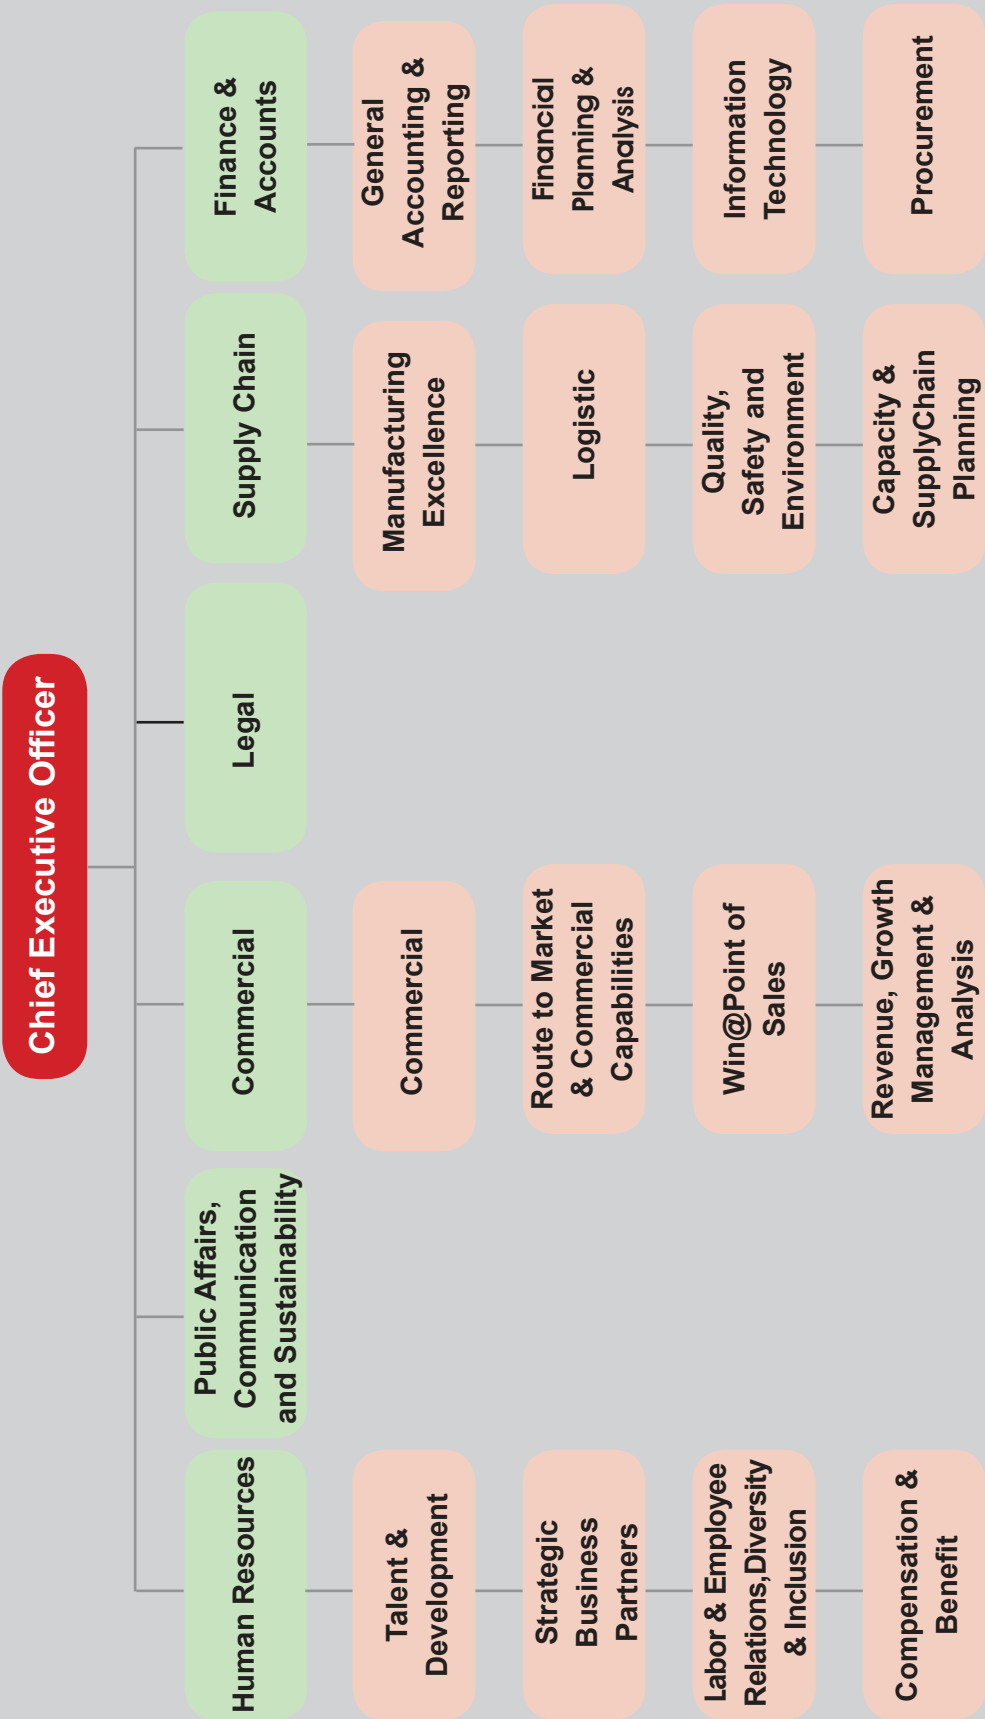 Chief Executive Officer
Human Resources
Public Affairs,
Communication
and Sustainability
Commercial
Legal
Supply Chain
Finance &
Accounts
Talent &
Development
Commercial
Manufacturing
Excellence
General
Accounting &
Reporting
Strategic
Business
Partners
Route to Market
& Commercial
Capabilities
Logistic
Financial
Planning &
Analysis
Labor & Employee
Relations,Diversity
& Inclusion
Win@Point of
Sales
Quality,
Safety and
Environment
Information
Technology
Compensation &
Benefit
Revenue, Growth
Management &
Analysis
Capacity &
SupplyChain
Planning
Procurement